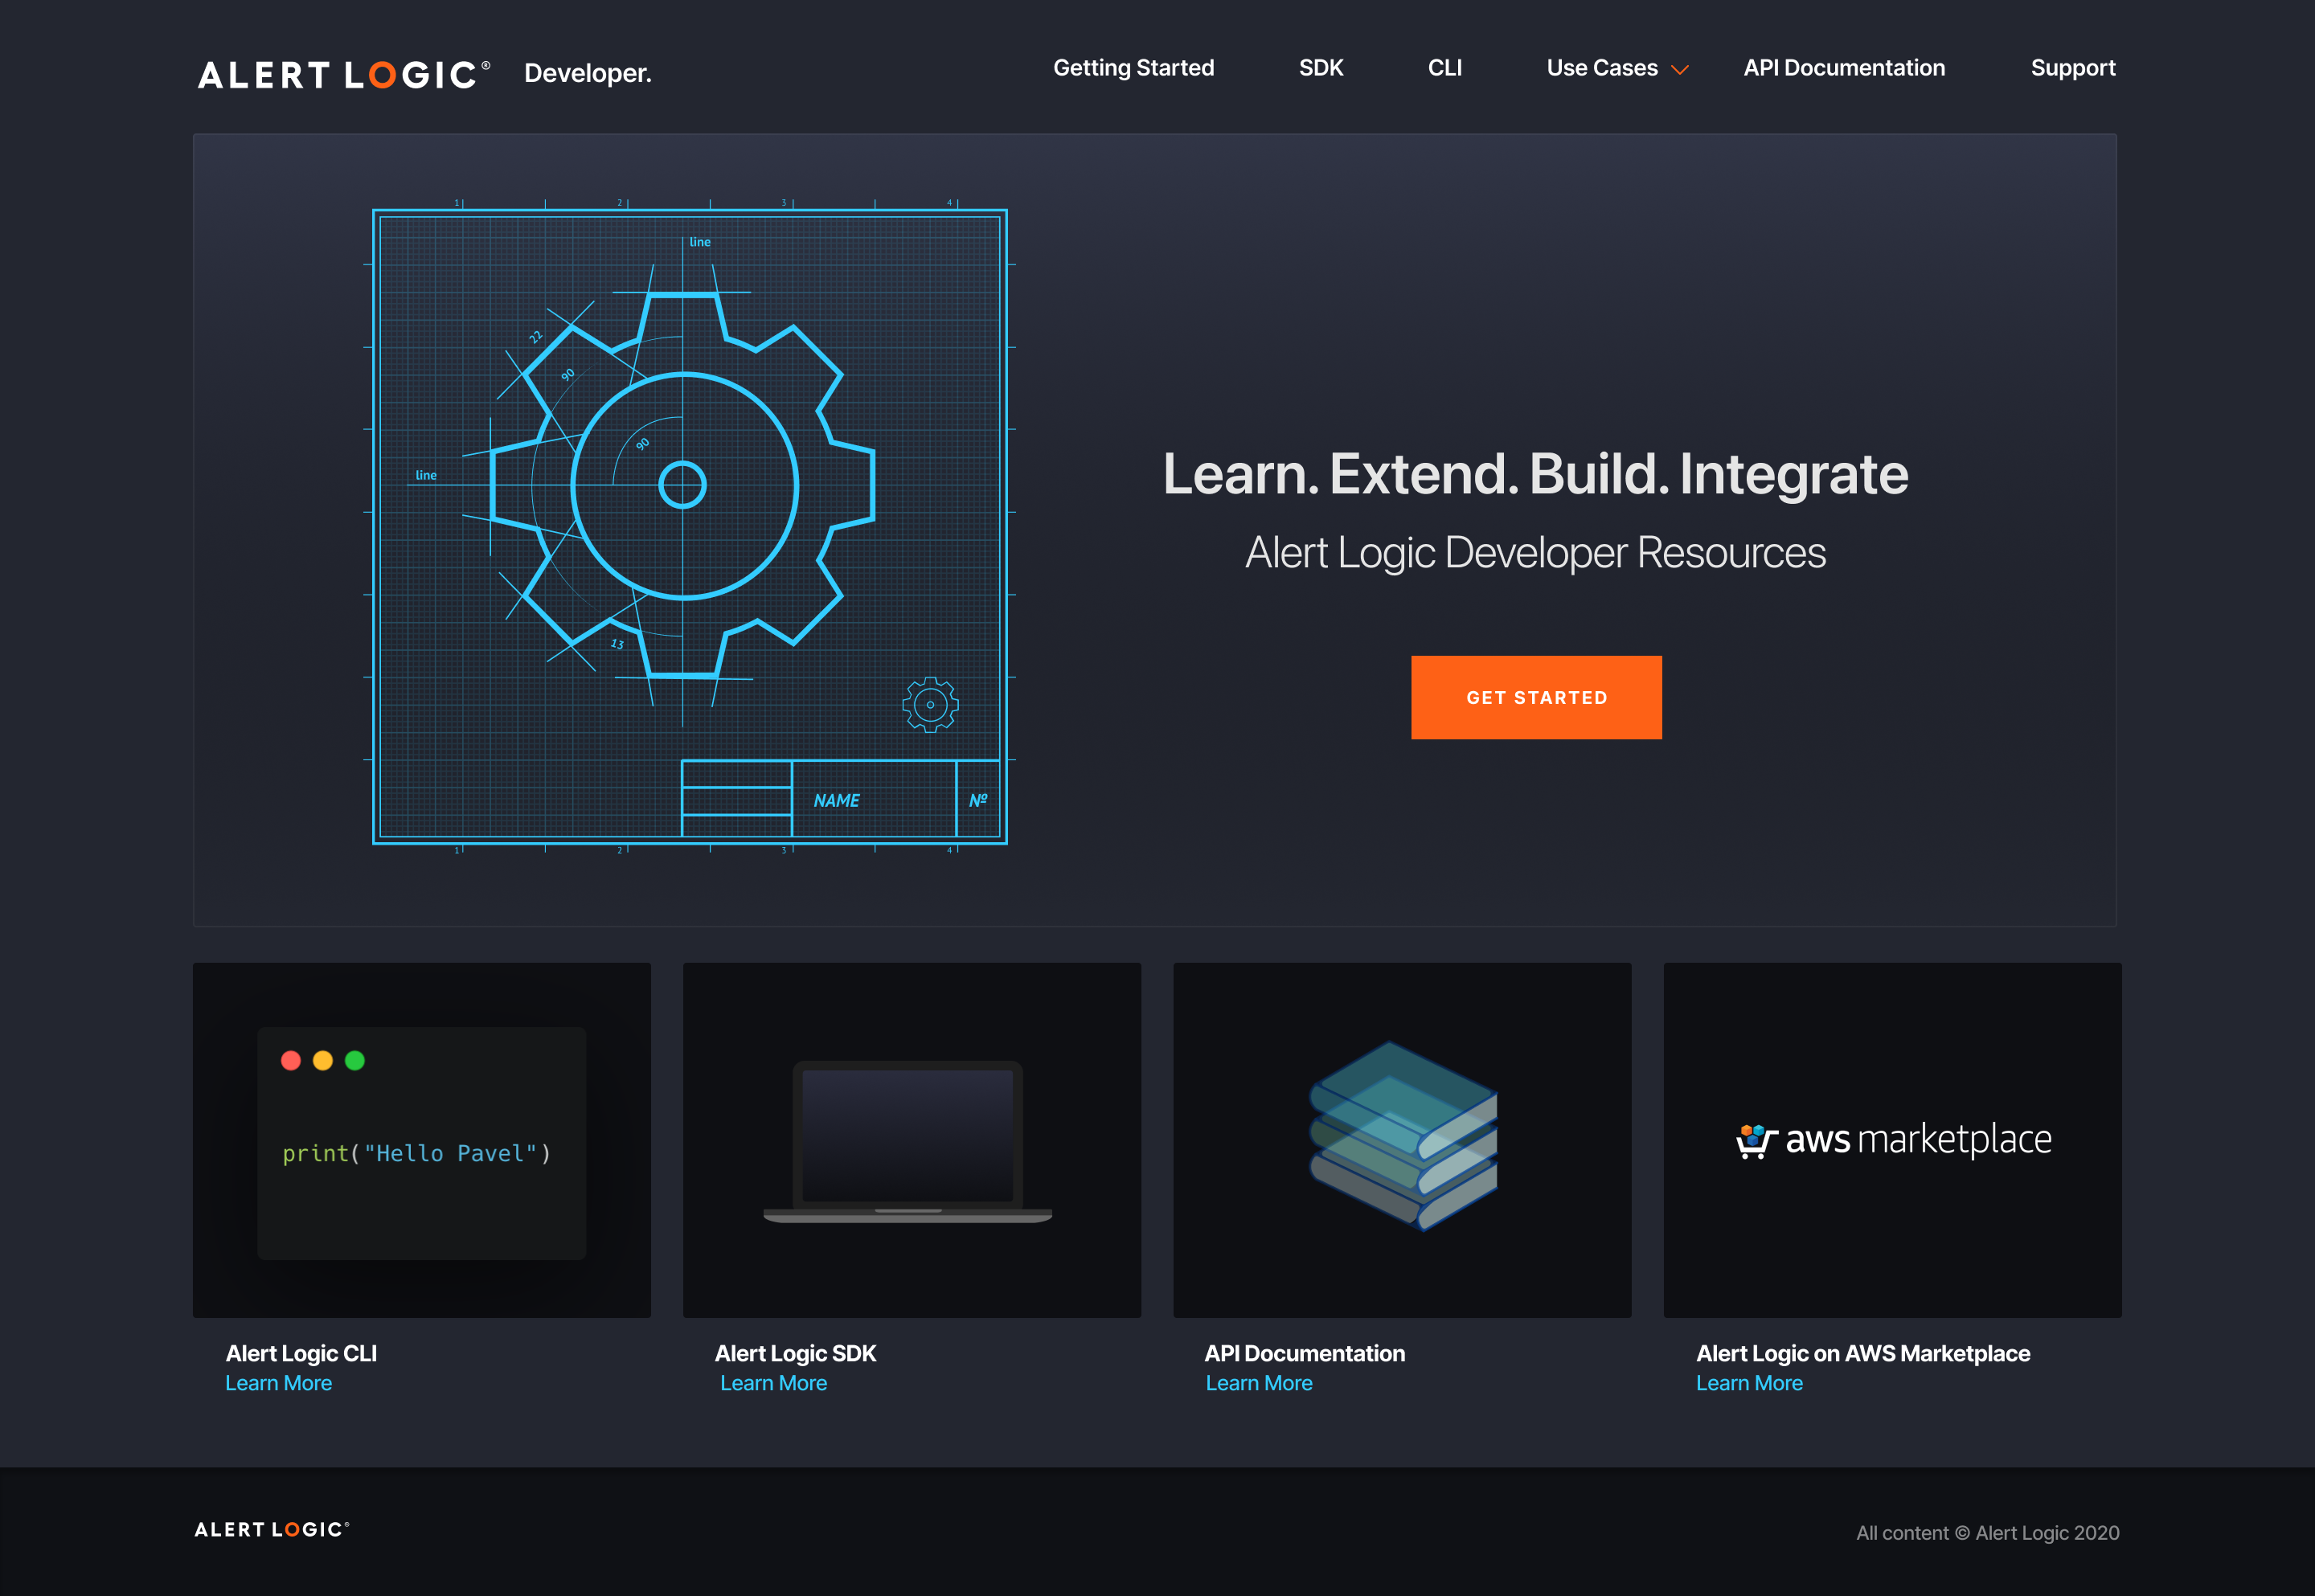 ALERT LOGIC® Developer.
Getting Started SDK CLI Use Cases API Documentation Support
1 2 3 4
line
22
90
90
line
13
NAME Nº
1 2 3 4
Learn. Extend. Build. Integrate
Alert Logic Developer Resources
GET STARTED
print("Hello Pavel")
aws marketplace
Alert Logic CLI
Learn More
Alert Logic SDK
Learn More
API Documentation
Learn More
Alert Logic on AWS Marketplace
Learn More
ALERT LOGIC®
All content © Alert Logic 2020